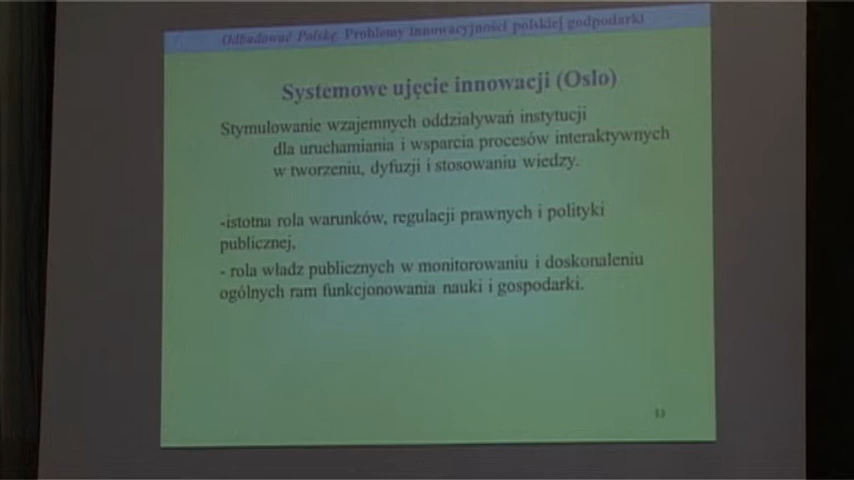 Odbudować Polskę. Problemy innowacyjności polskiej godpodarki
Systemowe ujęcie innowacji (Oslo)
Stymulowanie wzajemnych oddziaływań instytucji
dla uruchamiania i wsparcia procesów interaktywnych
w tworzeniu, dyfuzji i stosowaniu wiedzy.
-istotna rola warunków, regulacji prawnych i polityki
publicznej,
- rola władz publicznych w monitorowaniu i doskonaleniu
ogólnych ram funkcjonowania nauki i gospodarki.